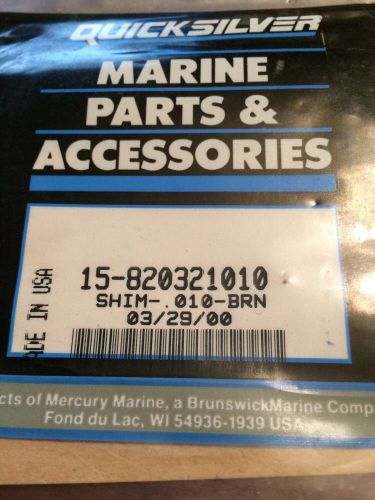 QUICKSILVER
MARINE
PARTS &
ACCESSORIES
15-820321010
SHIM-.010-BRN
03/29/00
ADE IN USA
cts of Mercury Marine, a BrunswickMarine Comp
Fond du Lac, WI 54936-1939 USA